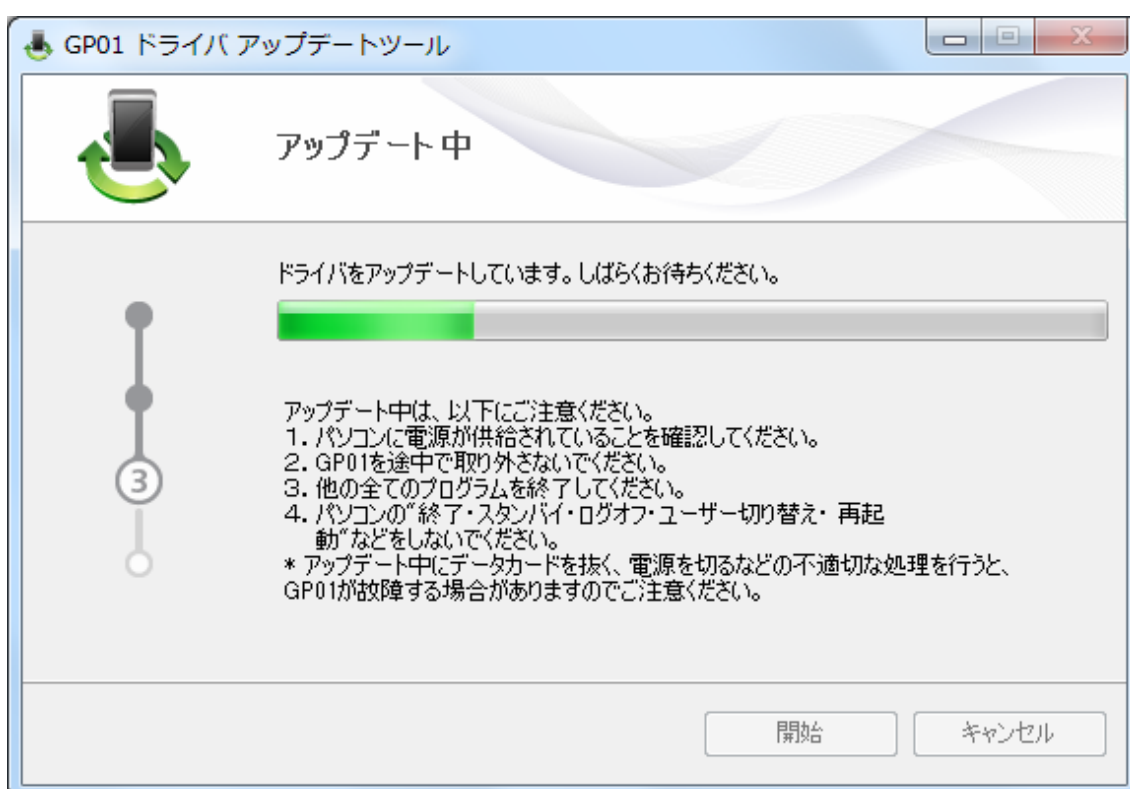 GP01 ドライバ アップデートツール
アップデート中
ドライバをアップデートしています。しばらくお待ちください。
アップデート中は、以下にご注意ください。
1. パソコンに電源が供給されていることを確認してください。
2. GP01を途中で取り外さないでください。
3. 他の全てのプログラムを終了してください。
4. パソコンの"終了・スタンバイ・ログオフ・ユーザー切り替え・ 再起
動"などをしないでください。
* アップデート中にデータカードを抜く、電源を切るなどの不適切な処理を行うと、
GP01が故障する場合がありますのでご注意ください。
3
開始
キャンセル